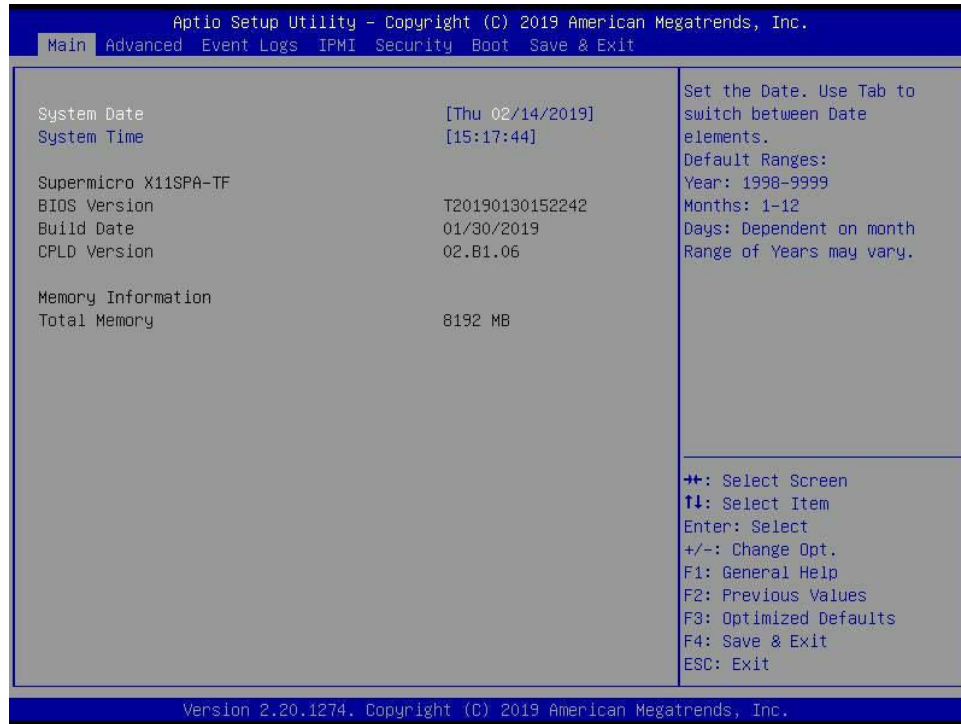 Aptio Setup Utility – Copyright (C) 2019 American Megatrends, Inc.
Main Advanced Event Logs IPMI Security Boot Save & Exit
System Date [Thu 02/14/2019]
System Time [15:17:44]
Supermicro X11SPA-TF
BIOS Version T20190130152242
Build Date 01/30/2019
CPLD Version 02.B1.06
Memory Information
Total Memory 8192 MB
Set the Date. Use Tab to
switch between Date
elements.
Default Ranges:
Year: 1998-9999
Months: 1-12
Days: Dependent on month
Range of Years may vary.
→←: Select Screen
↑↓: Select Item
Enter: Select
+/-: Change Opt.
F1: General Help
F2: Previous Values
F3: Optimized Defaults
F4: Save & Exit
ESC: Exit
Version 2.20.1274. Copyright (C) 2019 American Megatrends, Inc.